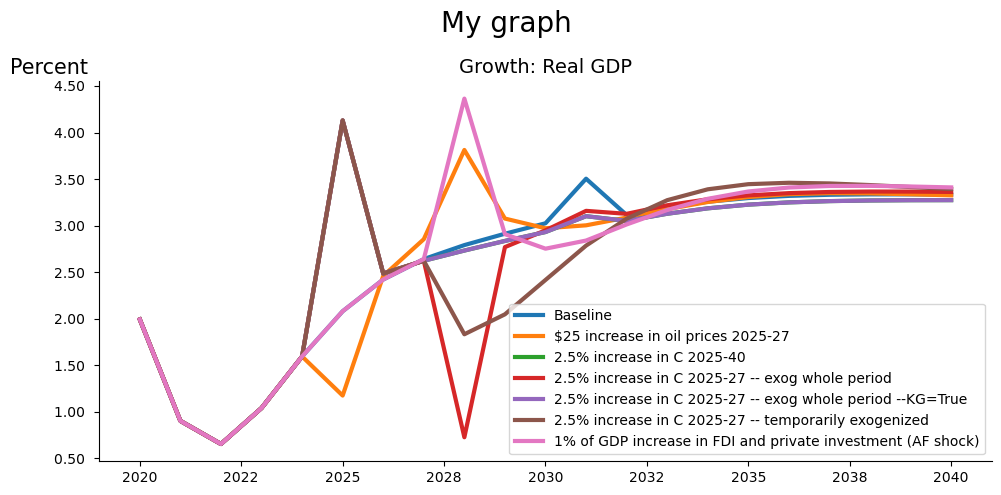 My graph
Percent
Growth: Real GDP
4.50
4.00
3.50
3.00
2.50
2.00
1.50
1.00
0.50
Baseline
$25 increase in oil prices 2025-27
2.5% increase in C 2025-40
2.5% increase in C 2025-27 -- exog whole period
2.5% increase in C 2025-27 -- exog whole period --KG=True
2.5% increase in C 2025-27 -- temporarily exogenized
1% of GDP increase in FDI and private investment (AF shock)
2020 2022 2025 2028 2030 2032 2035 2038 2040